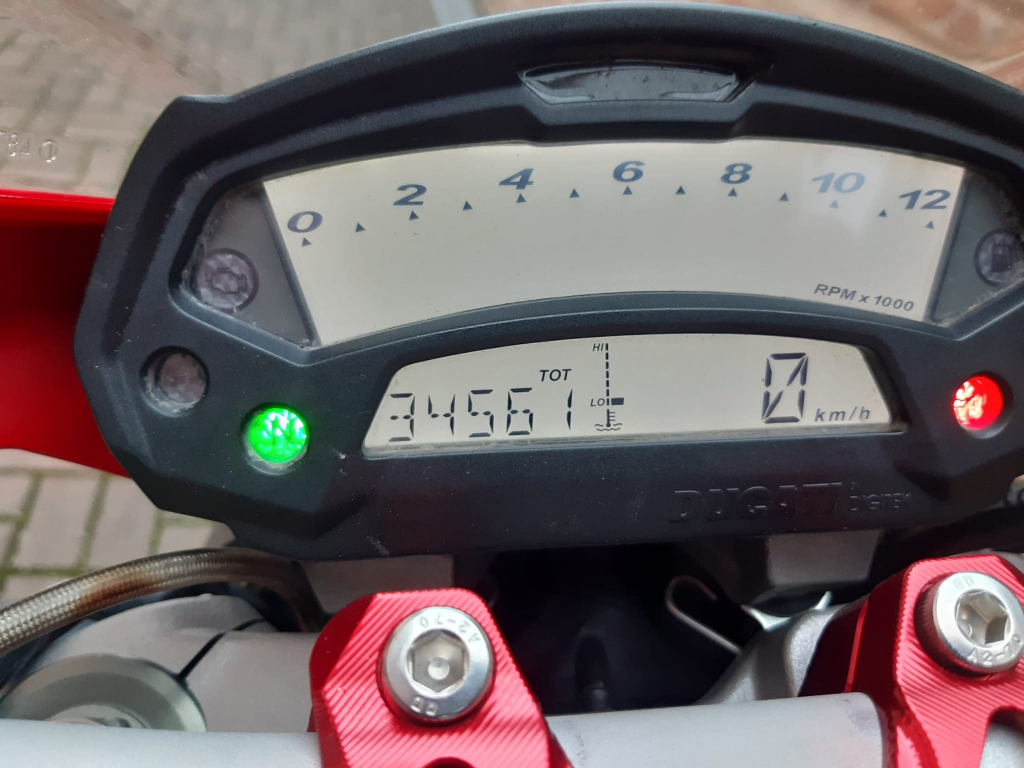 0 2 4 6 8 10 12
RPM x 1000
HI
TOT
LO
34561
0 km/h
N
DUCATI
A2-70
A2-70